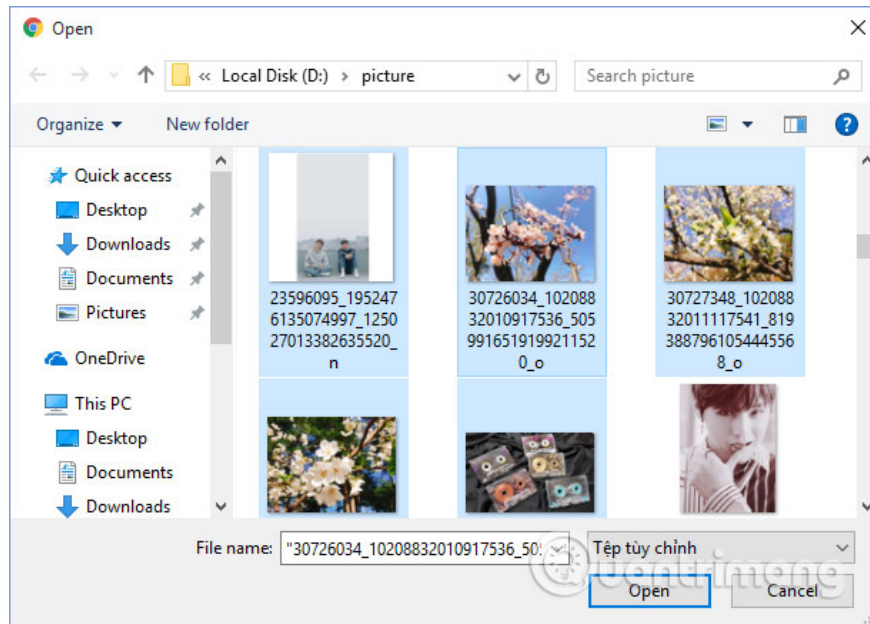 Open
« Local Disk (D:) › picture
Search picture
Organize
New folder
Quick access
Desktop
Downloads
Documents
Pictures
OneDrive
This PC
Desktop
Documents
Downloads
23596095_195247
6135074997_1250
27013382635520_
n
30726034_102088
32010917536_505
991651919921152
0_o
30727348_102088
32011117541_819
388796105444556
8_o
File name:
"30726034_10208832010917536_505
Tệp tùy chỉnh
Quantrimang
Open
Cancel